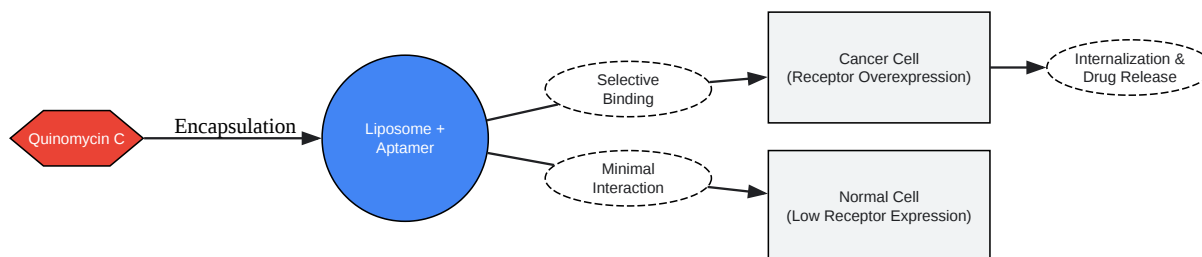 Quinomycin C
Encapsulation
Liposome +
Aptamer
Selective
Binding
Minimal
Interaction
Cancer Cell
(Receptor Overexpression)
Normal Cell
(Low Receptor Expression)
Internalization &
Drug Release